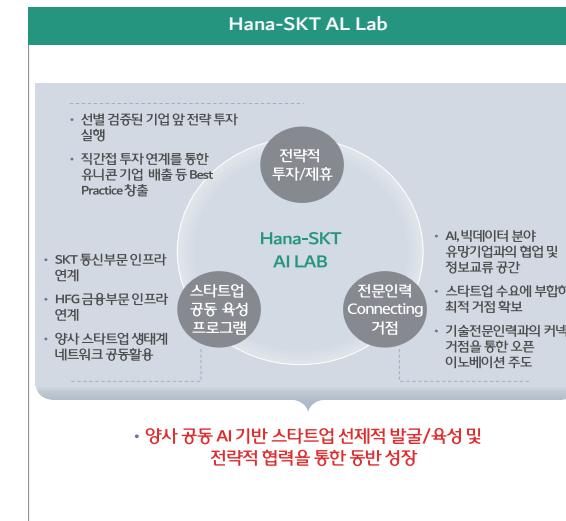 Hana-SKT AL Lab
• 선별 검증된 기업 앞 전략 투자
실행
• 직간접 투자 연계를 통한
유니콘 기업 배출 등 Best
Practice 창출
전략적
투자/제휴
Hana-SKT
AI LAB
• SKT 통신부문 인프라
연계
• HFG 금융부문 인프라
연계
• 양사 스타트업 생태계
네트워크 공동활용
스타트업
공동 육성
프로그램
전문인력
Connecting
거점
• AI, 빅데이터 분야
유망기업과의 협업 및
정보교류 공간
• 스타트업 수요에 부합하
최적 거점 확보
• 기술전문인력과의 커넥
거점을 통한 오픈
이노베이션 주도
• 양사 공동 AI 기반 스타트업 선제적 발굴/육성 및
전략적 협력을 통한 동반 성장